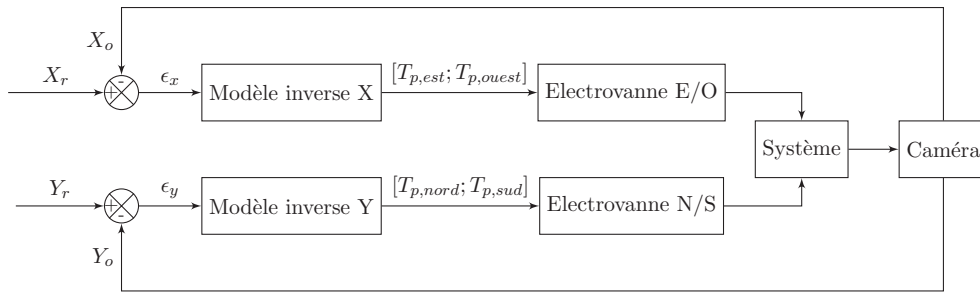 X_o
X_r
+
-
ϵ_x
Modèle inverse X
[T_{p,est}; T_{p,ouest}]
Electrovanne E/O
Système
Caméra
Y_r
+
-
ϵ_y
Modèle inverse Y
[T_{p,nord}; T_{p,sud}]
Electrovanne N/S
Y_o